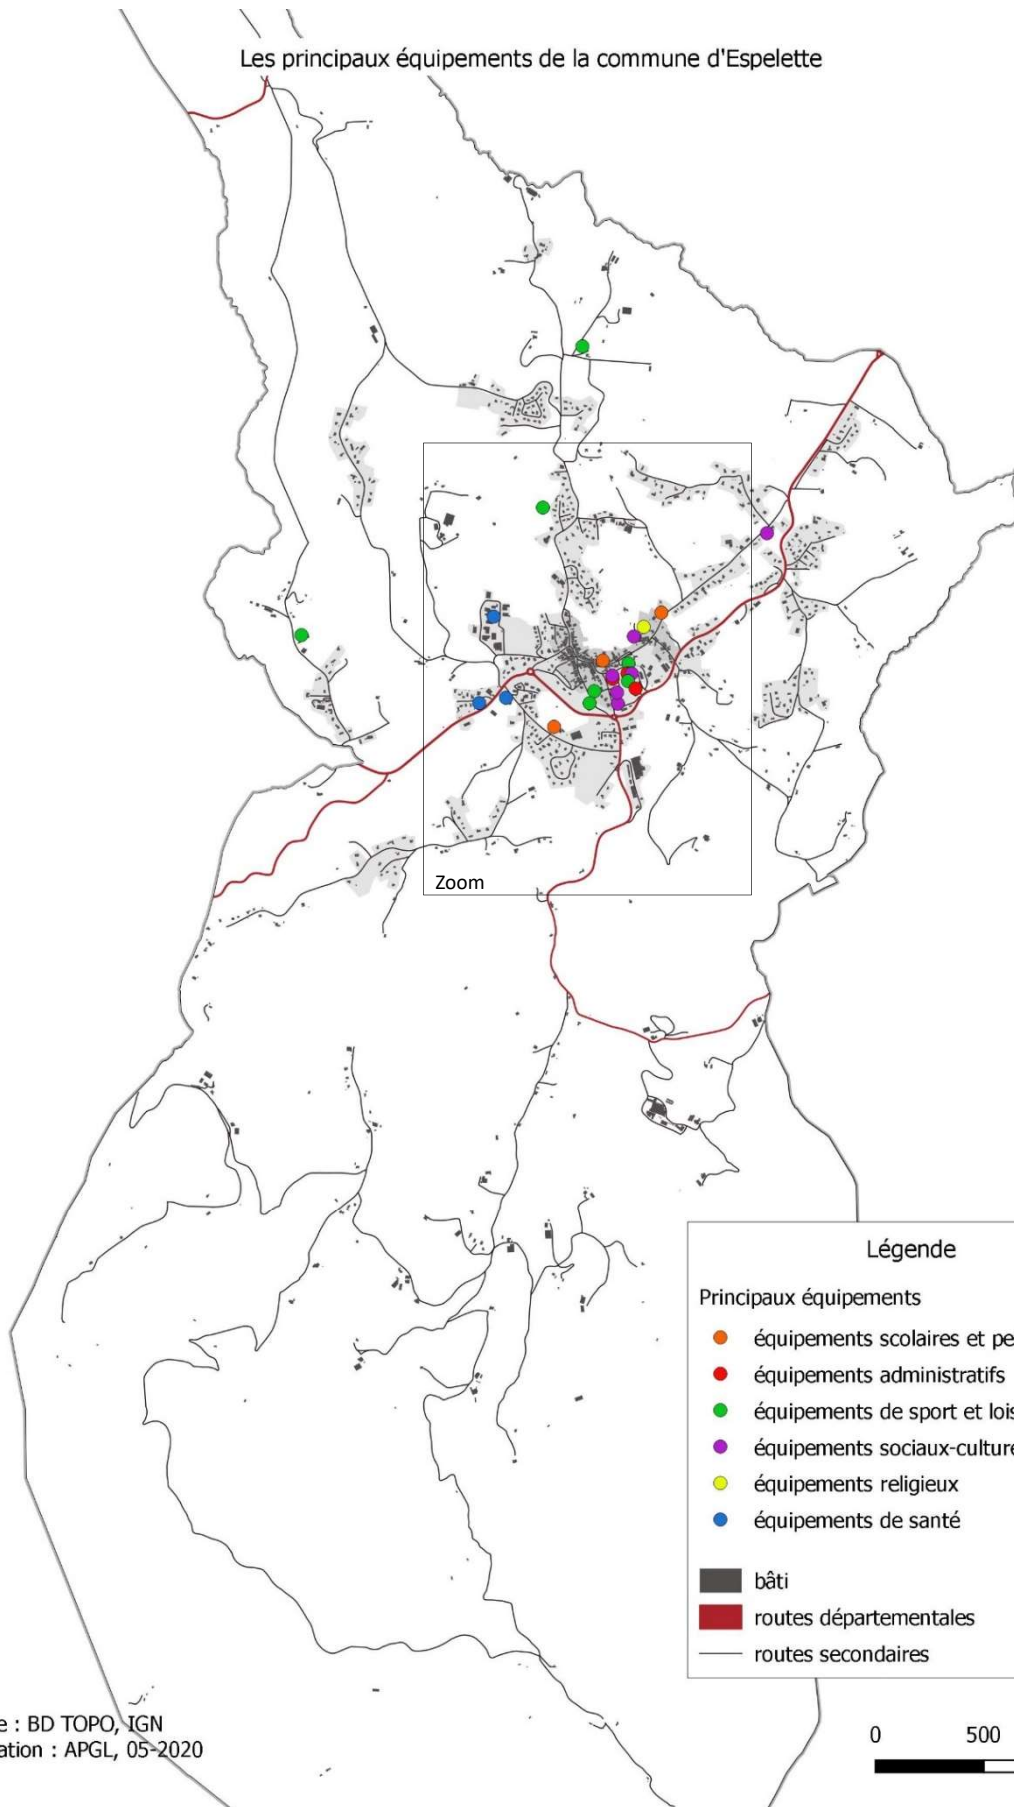 Les principaux équipements de la commune d'Espelette
Zoom
Légende
Principaux équipements
équipements scolaires et pe
équipements administratifs
équipements de sport et lois
équipements sociaux-culture
équipements religieux
équipements de santé
bâti
routes départementales
routes secondaires
e : BD TOPO, IGN
ation : APGL, 05-2020
0 500